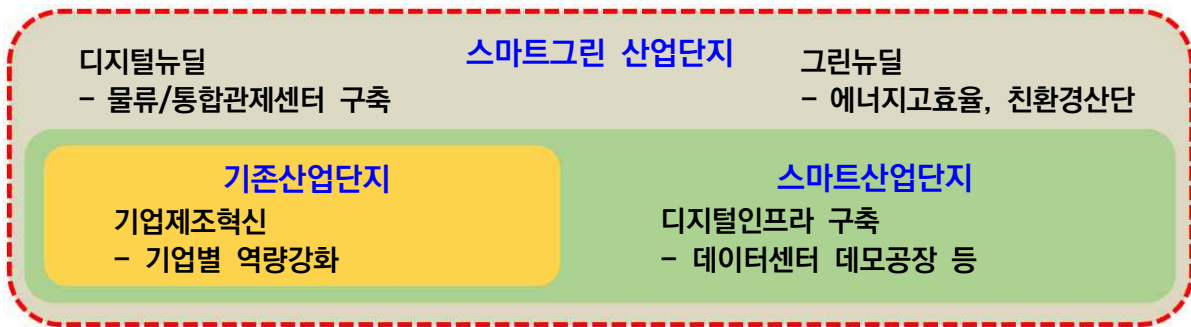 스마트그린 산업단지
디지털뉴딜
- 물류/통합관제센터 구축
그린뉴딜
- 에너지고효율, 친환경산단
기존산업단지
기업제조혁신
- 기업별 역량강화
스마트산업단지
디지털인프라 구축
- 데이터센터 데모공장 등